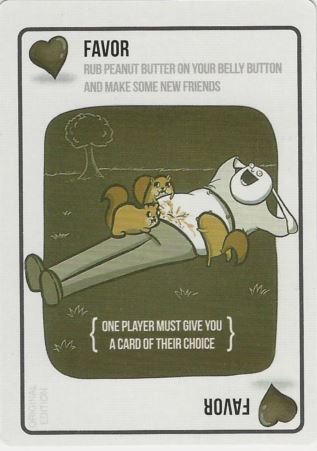 FAVOR
RUB PEANUT BUTTER ON YOUR BELLY BUTTON
AND MAKE SOME NEW FRIENDS
{ ONE PLAYER MUST GIVE YOU
A CARD OF THEIR CHOICE }
ORIGINAL
EDITION
FAVOR